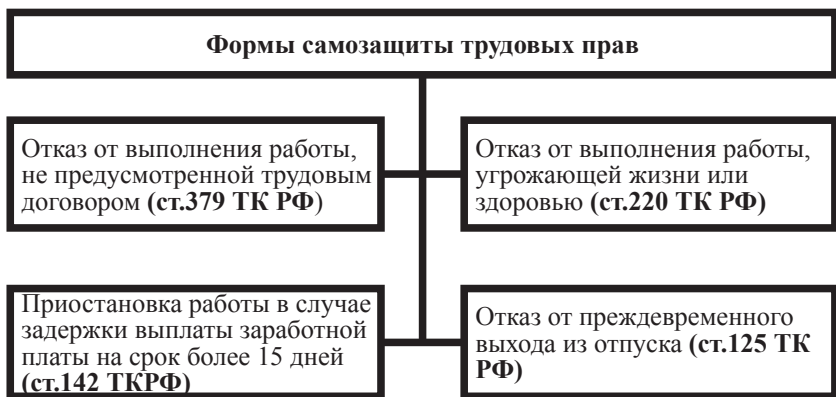 Формы самозащиты трудовых прав
Отказ от выполнения работы,
не предусмотренной трудовым
договором (ст.379 ТК РФ)
Отказ от выполнения работы,
угрожающей жизни или
здоровью (ст.220 ТК РФ)
Приостановка работы в случае
задержки выплаты заработной
платы на срок более 15 дней
(ст.142 ТКРФ)
Отказ от преждевременного
выхода из отпуска (ст.125 ТК
РФ)